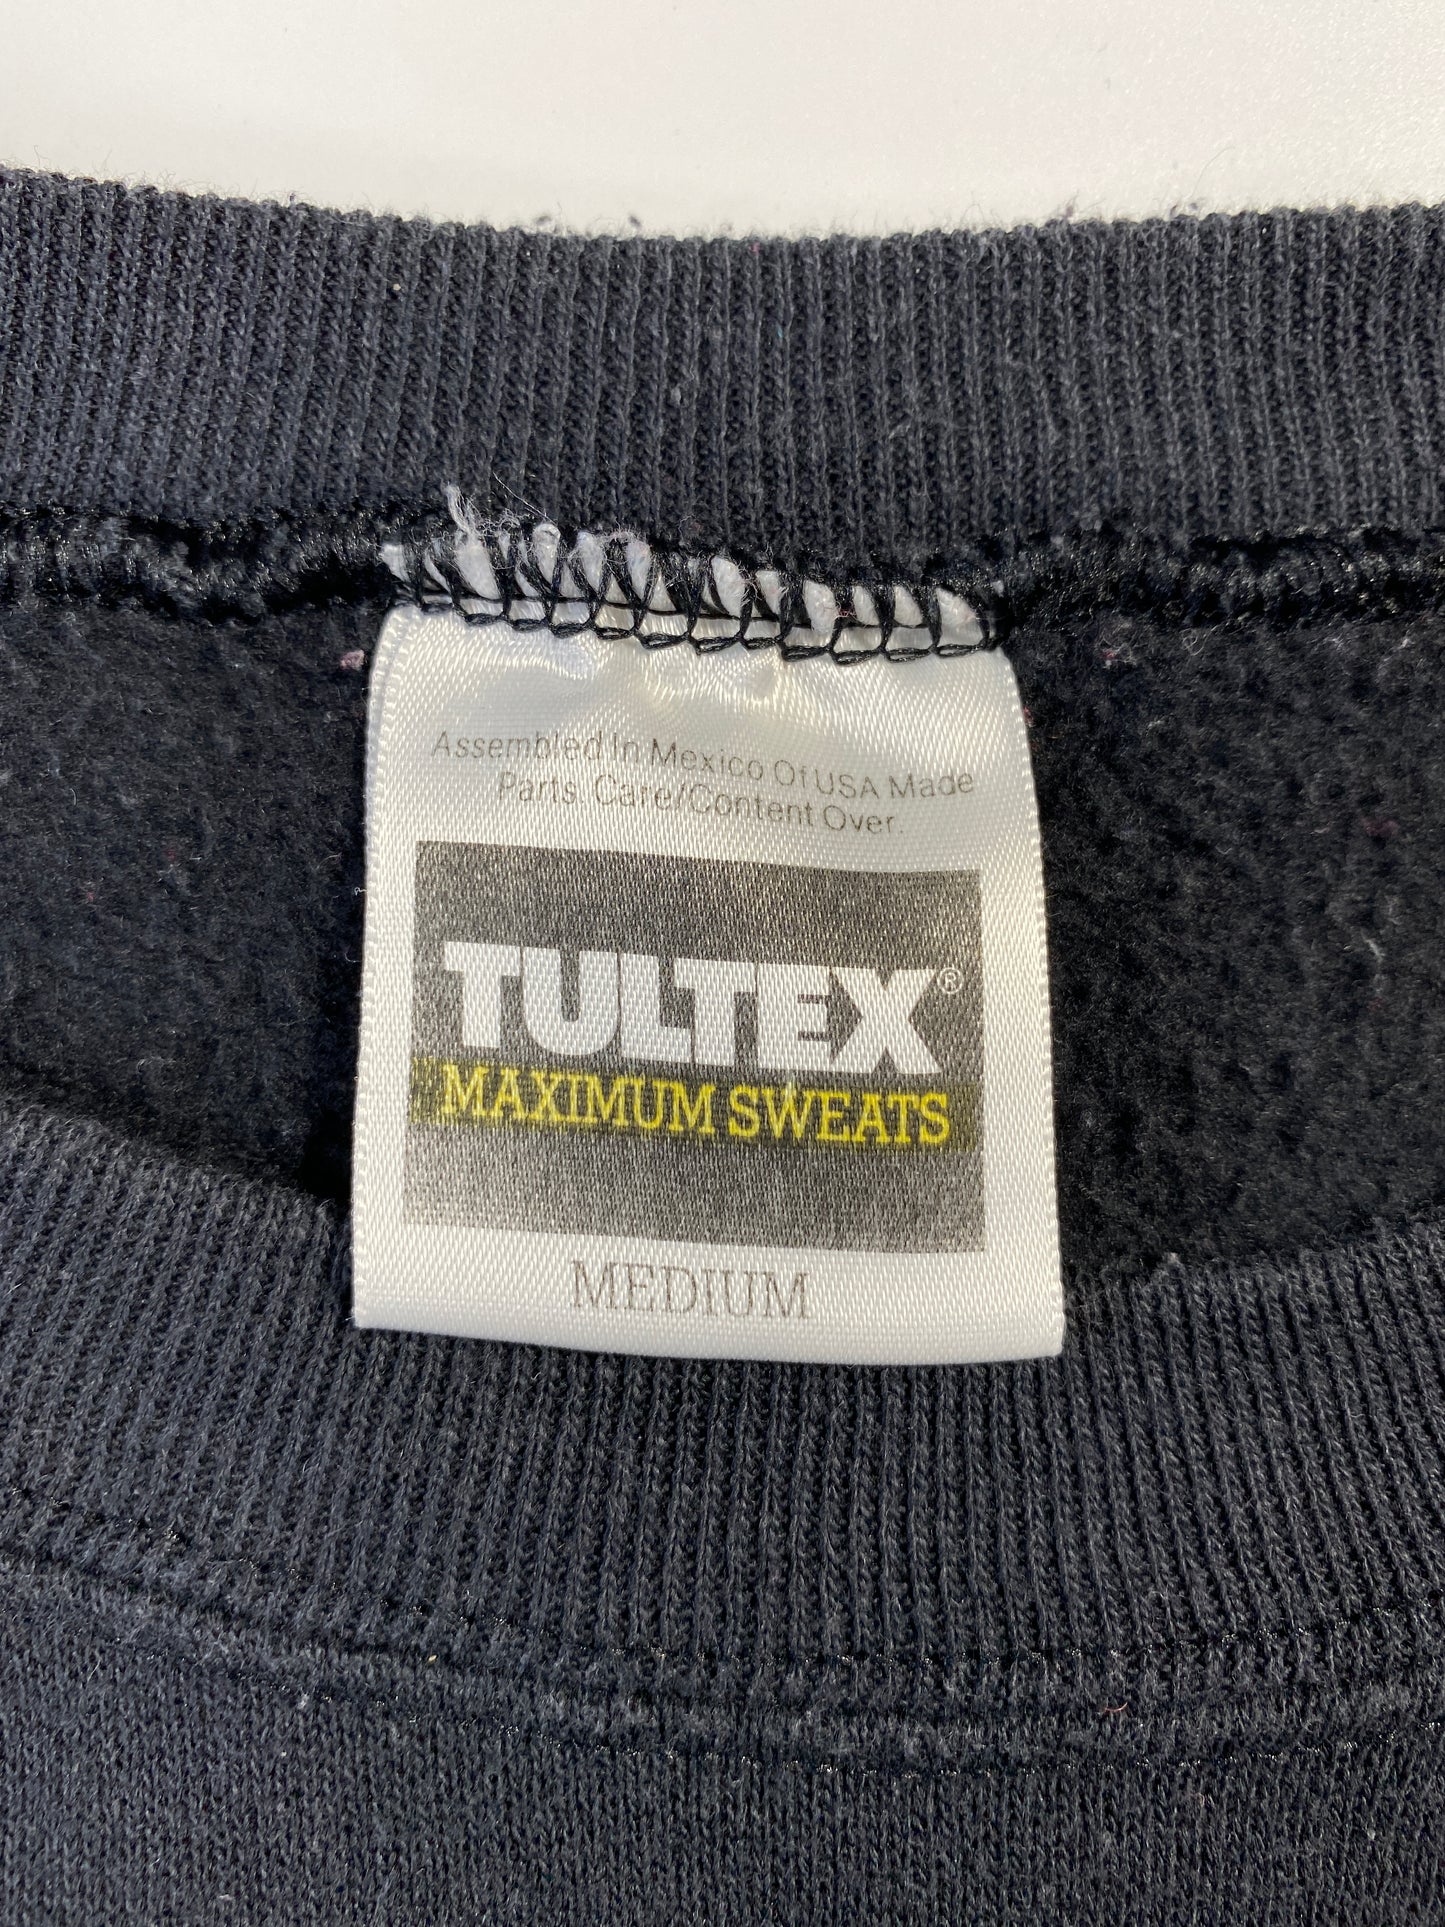 Assembled In Mexico Of USA Made
Parts. Care/Content Over.
TULTEX®
MAXIMUM SWEATS
MEDIUM